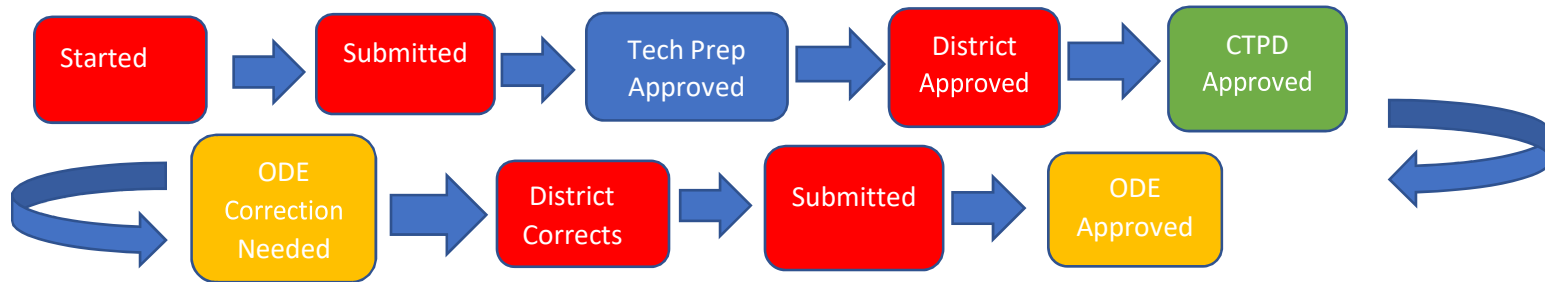 Started
Submitted
Tech Prep
Approved
District
Approved
CTPD
Approved
ODE
Correction
Needed
District
Corrects
Submitted
ODE
Approved